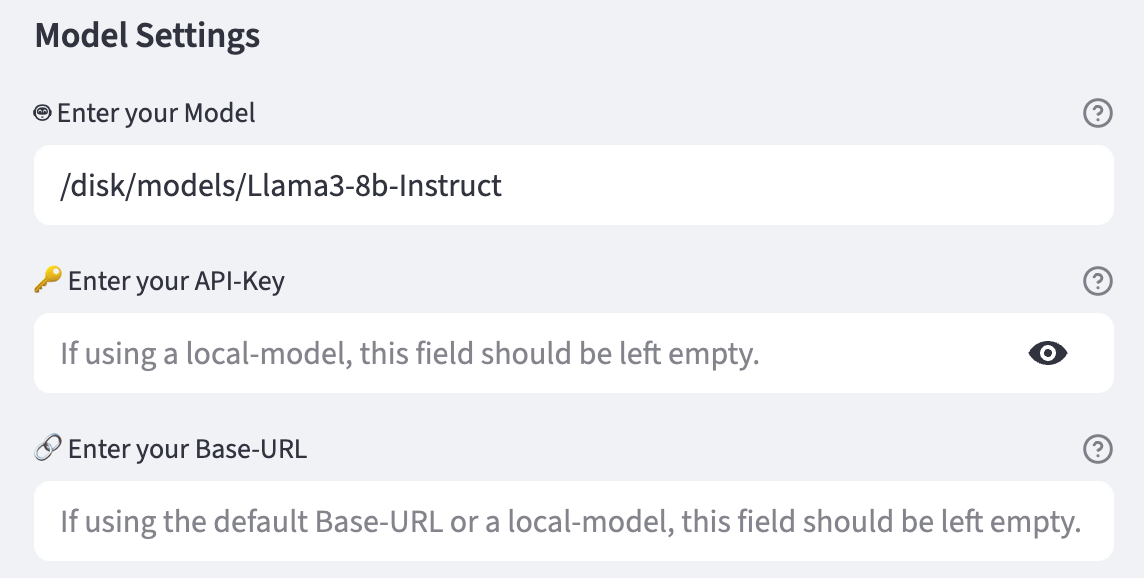 Model Settings
Enter your Model
/disk/models/Llama3-8b-Instruct
Enter your API-Key
If using a local-model, this field should be left empty.
Enter your Base-URL
If using the default Base-URL or a local-model, this field should be left empty.